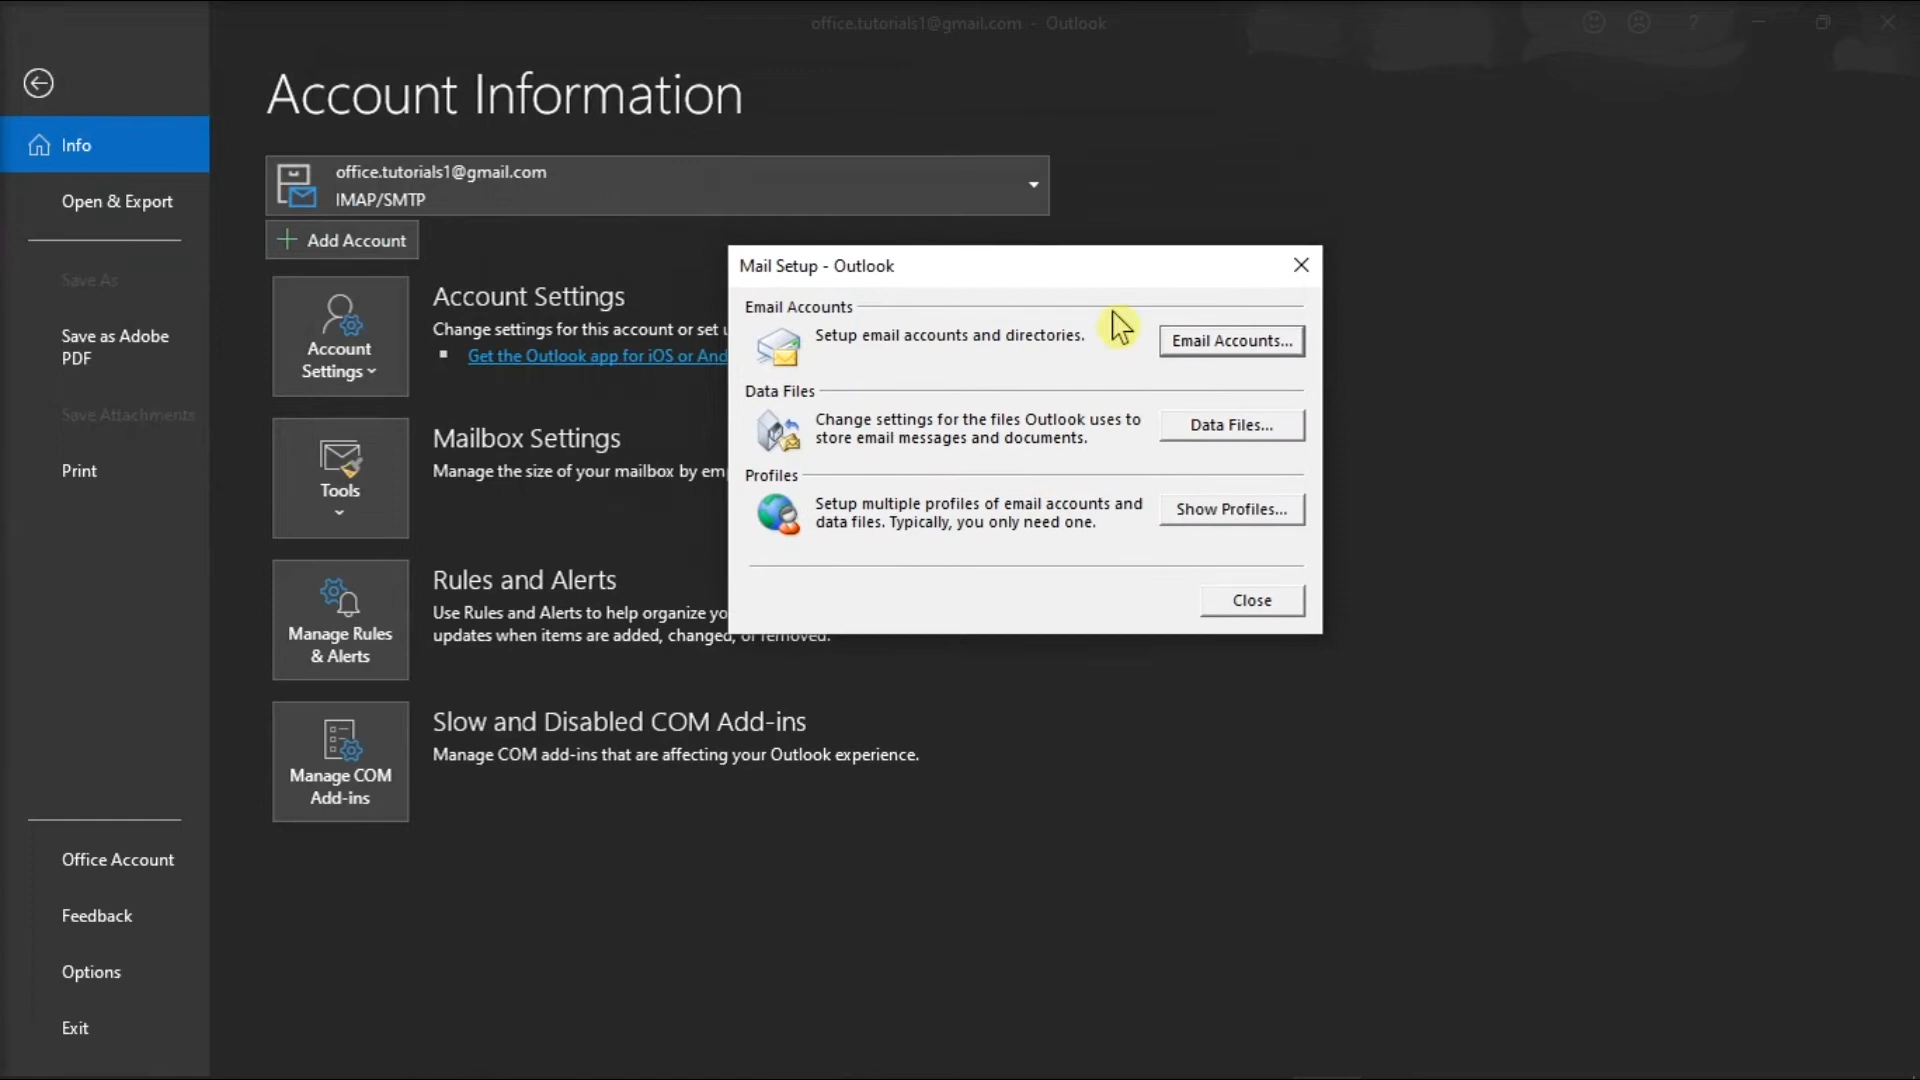 office.tutorials1@gmail.com - Outlook
?
Account Information
Info
Open & Export
Save As
Save as Adobe
PDF
Save Attachments
Print
Office Account
Feedback
Options
Exit
office.tutorials1@gmail.com
IMAP/SMTP
Add Account
Account
Settings
Account Settings
Change settings for this account or set u
Get the Outlook app for iOS or And
Tools
Mailbox Settings
Manage the size of your mailbox by em
Manage Rules
& Alerts
Rules and Alerts
Use Rules and Alerts to help organize yo
updates when items are added, changed, or removed.
Manage COM
Add-ins
Slow and Disabled COM Add-ins
Manage COM add-ins that are affecting your Outlook experience.
Mail Setup - Outlook
Email Accounts
Setup email accounts and directories.
Email Accounts...
Data Files
Change settings for the files Outlook uses to
store email messages and documents.
Data Files...
Profiles
Setup multiple profiles of email accounts and
data files. Typically, you only need one.
Show Profiles...
Close